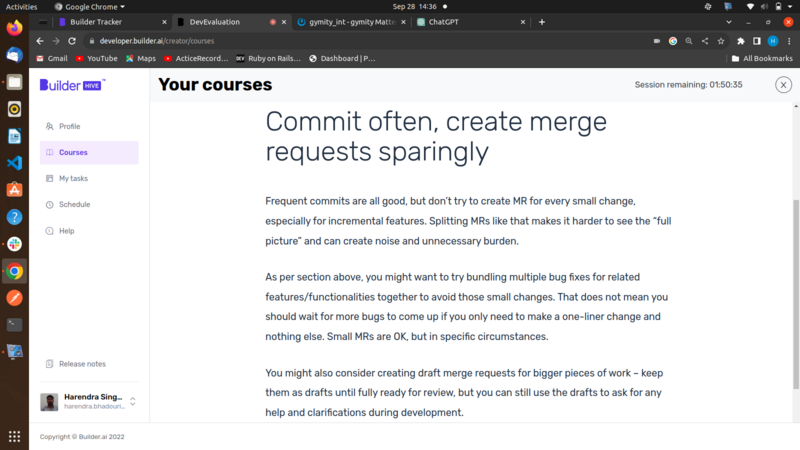 Activities
Google Chrome
Sep 28 14:36
Builder Tracker
DevEvaluation
gymity_int - gymity Matte
ChatGPT
developer.builder.ai/creator/courses
Gmail
YouTube
Maps
ActiceRecord...
Ruby on Rails...
Dashboard | P...
All Bookmarks
Builder HIVE
Your courses
Session remaining: 01:50:35
Profile
Courses
My tasks
Schedule
Help
Commit often, create merge
requests sparingly
Frequent commits are all good, but don’t try to create MR for every small change,
especially for incremental features. Splitting MRs like that makes it harder to see the “full
picture” and can create noise and unnecessary burden.
As per section above, you might want to try bundling multiple bug fixes for related
features/functionalities together to avoid those small changes. That does not mean you
should wait for more bugs to come up if you only need to make a one-liner change and
nothing else. Small MRs are OK, but in specific circumstances.
You might also consider creating draft merge requests for bigger pieces of work – keep
them as drafts until fully ready for review, but you can still use the drafts to ask for any
help and clarifications during development.
Release notes
Harendra Sing...
harendra.bhadouri...
Copyright © Builder.ai 2022